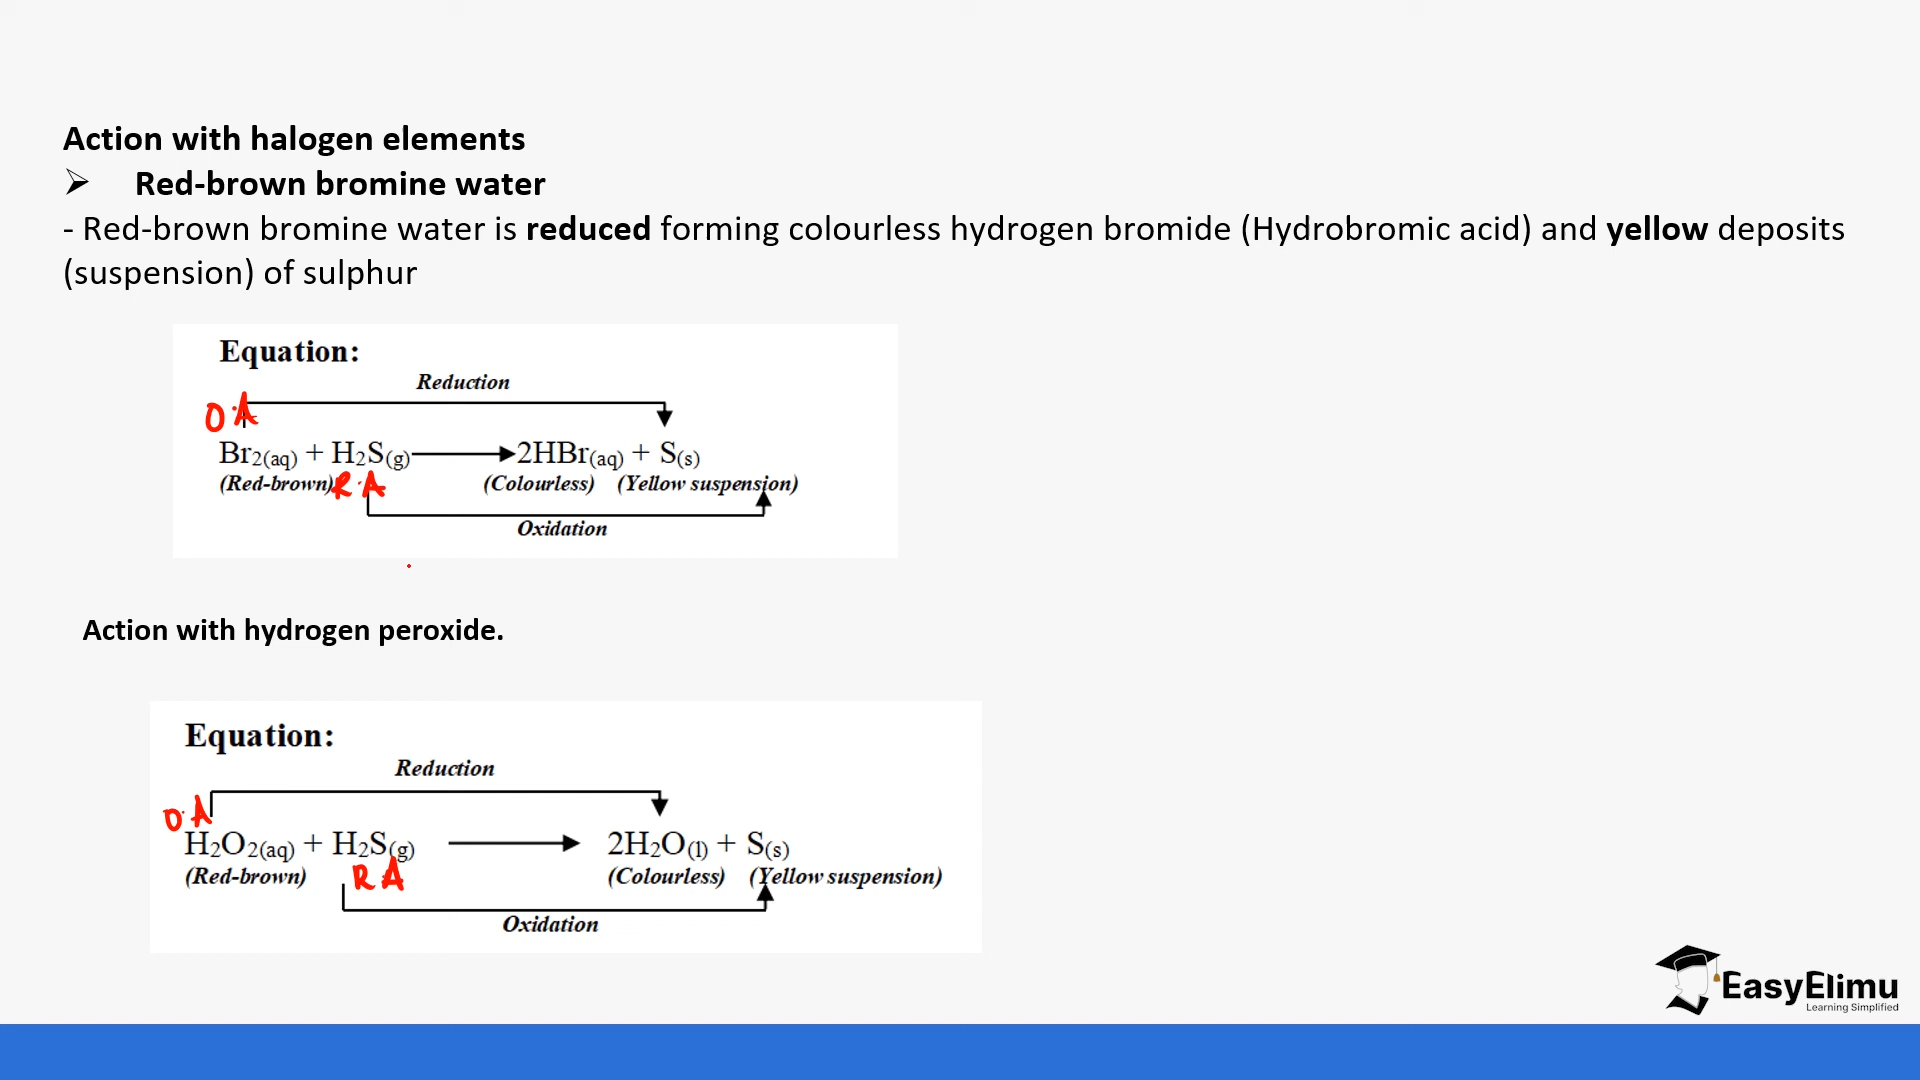 Action with halogen elements
➢ Red-brown bromine water
- Red-brown bromine water is reduced forming colourless hydrogen bromide (Hydrobromic acid) and yellow deposits
(suspension) of sulphur
Equation:
Reduction
O.A
Br2(aq) + H2S(g) → 2HBr(aq) + S(s)
(Red-brown) R.A (Colourless) (Yellow suspension)
Oxidation
Action with hydrogen peroxide.
Equation:
Reduction
O.A
H2O2(aq) + H2S(g) → 2H2O(l) + S(s)
(Red-brown) R A (Colourless) (Yellow suspension)
Oxidation
EasyElimu
Learning Simplified